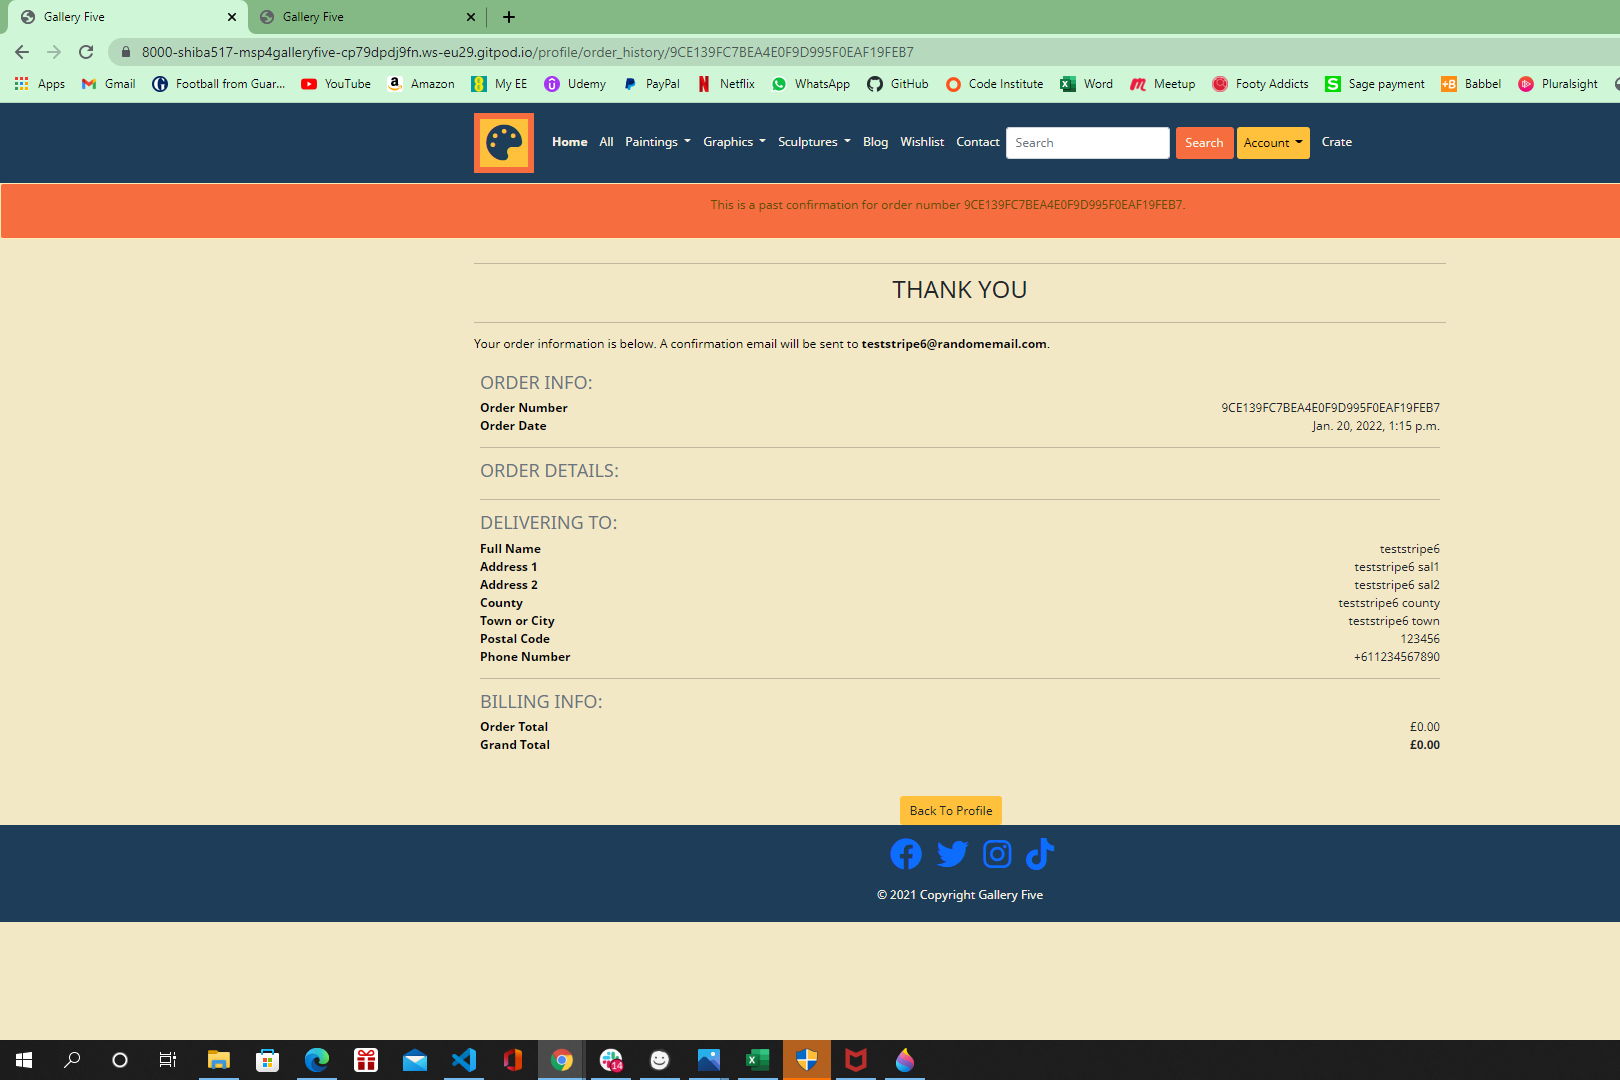 Gallery Five
Gallery Five
8000-shiba517-msp4galleryfive-cp79dpdj9fn.ws-eu29.gitpod.io/profile/order_history/9CE139FC7BEA4E0F9D995F0EAF19FEB7
Apps Gmail Football from Guar... YouTube Amazon My EE Udemy PayPal Netflix WhatsApp GitHub Code Institute Word Meetup Footy Addicts Sage payment Babbel Pluralsight
Home All Paintings Graphics Sculptures Blog Wishlist Contact Search Search Account Crate
This is a past confirmation for order number 9CE139FC7BEA4E0F9D995F0EAF19FEB7.
THANK YOU
Your order information is below. A confirmation email will be sent to teststripe6@randomemail.com.
ORDER INFO:
Order Number 9CE139FC7BEA4E0F9D995F0EAF19FEB7
Order Date Jan. 20, 2022, 1:15 p.m.
ORDER DETAILS:
DELIVERING TO:
Full Name teststripe6
Address 1 teststripe6 sal1
Address 2 teststripe6 sal2
County teststripe6 county
Town or City teststripe6 town
Postal Code 123456
Phone Number +611234567890
BILLING INFO:
Order Total £0.00
Grand Total £0.00
Back To Profile
© 2021 Copyright Gallery Five
14